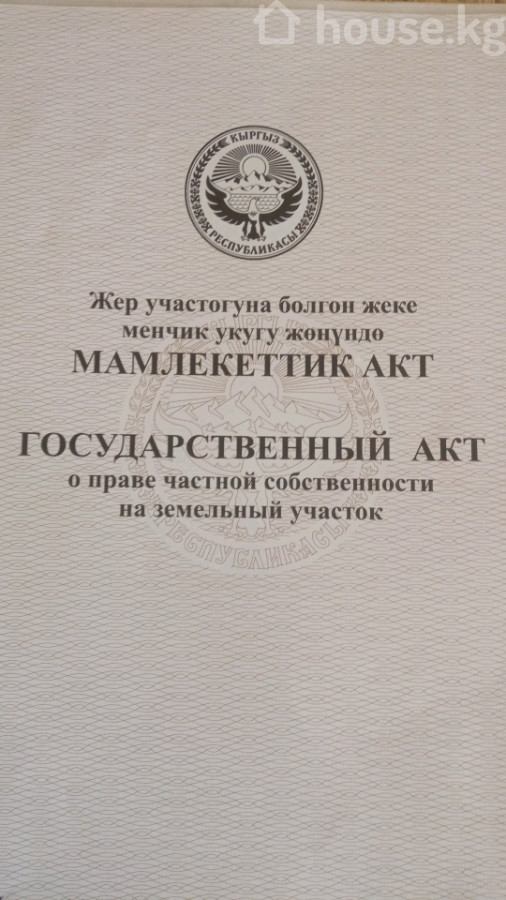 house.kg
КЫРГЫЗ
РЕСПУБЛИКАСЫ
Жер участогуна болгон жеке
менчик укугу жөнүндө
МАМЛЕКЕТТИК АКТ
ГОСУДАРСТВЕННЫЙ АКТ
о праве частной собственности
на земельный участок
РЕСПУБЛИКАСЫ